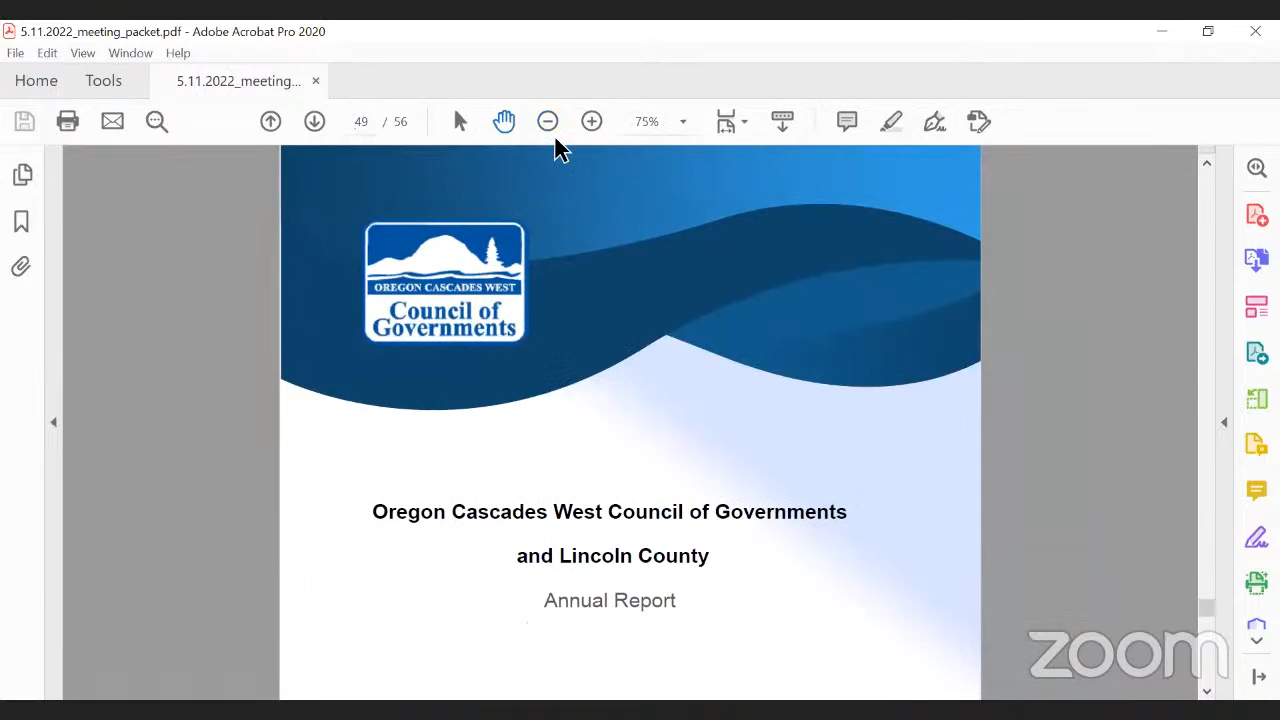 5.11.2022_meeting_packet.pdf - Adobe Acrobat Pro 2020
File Edit View Window Help
Home Tools 5.11.2022_meeting... ×
49 / 56 75%
OREGON CASCADES WEST
Council of
Governments
Oregon Cascades West Council of Governments
and Lincoln County
Annual Report
zoom